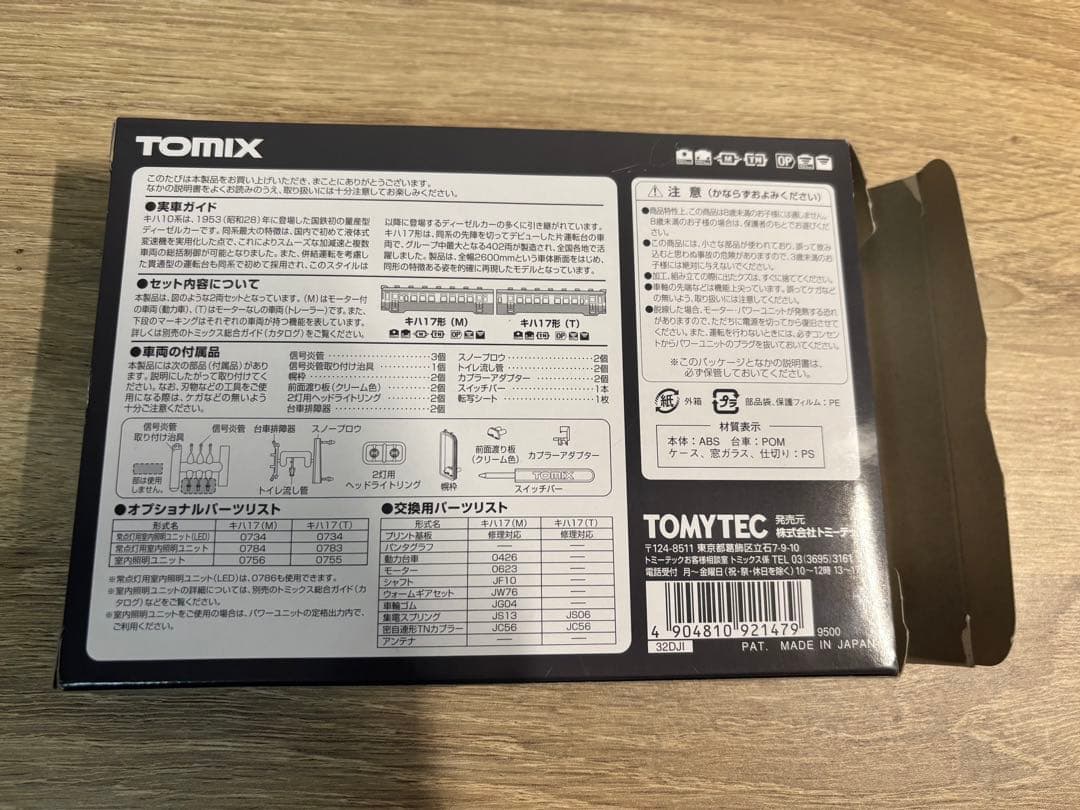 TOMIX
M TM OP
このたびは本製品をお買い上げいただき、まことにありがとうございます。
なかの説明書をよくお読みのうえ、取り扱いには十分注意してお楽しみください。
●実車ガイド
キハ10系は、1953(昭和28)年に登場した国鉄初の量産型
ディーゼルカーです。同系最大の特徴は、国内で初めて液体式
変速機を実用化した点で、これによりスムーズな加減速と複数
車両の総括制御が可能となりました。また、併結運転を考慮し
た貫通型の運転台も同系で初めて採用され、このスタイルは
以降に登場するディーゼルカーの多くに引き継がれています。
キハ17形は、同系の先陣を切ってデビューした片運転台の車
両で、グループ中最大となる402両が製造され、全国各地で活
躍しました。製品は、全幅2600mmという車体断面をはじめ、
同形の特徴ある姿を的確に再現したモデルとなっています。
●セット内容について
本製品は、図のような2両セットとなっています。(M)はモーター付
の車両(動力車)、(T)はモーターなしの車両(トレーラー)です。また、
下段のマーキングはそれぞれの車両が持つ機能を表しています。
詳しくは別売のトミックス総合ガイド(カタログ)をご覧ください。
キハ17形(M)
キハ17形(T)
●車両の付属品
本製品には次の部品(付属品)があり
ます。説明にしたがって取り付けてく
ださい。なお、刃物などの工具をご使
用になる際は、ケガなどの無いよう
十分ご注意ください。
信号炎管 3個
信号炎管取り付け治具 1個
幌枠 2個
前面渡り板(クリーム色) 2個
2灯用ヘッドライトリング 2個
台車排障器 2個
スノープロウ 2個
トイレ流し管 2個
カプラーアダプター 2個
スイッチバー 1本
転写シート 1枚
信号炎管
取り付け治具
信号炎管
台車排障器
スノープロウ
部は使用
しません。
トイレ流し管
2灯用
ヘッドライトリング
幌枠
前面渡り板
(クリーム色)
カプラーアダプター
TOMIX
スイッチバー
●オプショナルパーツリスト
形式名 キハ17(M) キハ17(T)
常点灯用室内照明ユニット(LED) 0734 0734
常点灯用室内照明ユニット 0784 0783
室内照明ユニット 0756 0755
※常点灯用室内照明ユニット(LED)は、0786も使用できます。
※室内照明ユニットの詳細については、別売のトミックス総合ガイド(カ
タログ)などをご覧ください。
※室内照明ユニットをご使用の場合は、パワーユニットの定格出力内で、
ご利用ください。
●交換用パーツリスト
形式名 キハ17(M) キハ17(T)
プリント基板 修理対応 修理対応
パンタグラフ — —
動力台車 0426 —
モーター 0623 —
シャフト JF10 —
ウォームギアセット JW76 —
車輪ゴム JG04 —
集電スプリング JS13 JS06
密自連形TNカプラー JC56 JC56
アンテナ — —
⚠ 注 意 (かならずおよみください)
●商品特性上、この商品は8歳未満のお子様には適しません。
8歳未満のお子様の場合は、保護者のもとでお遊びくだ
さい。
●この商品には、小さな部品が使われており、誤って飲み
込むと思わぬ事故の危険がありますので、3歳未満のお
子様には絶対に与えないでください。
●加工、組み立ての際に出たクズは、すぐに捨ててください。
●車軸の先端などは機能上尖っています。誤ってケガなど
の無いよう、取り扱いには注意してください。
●脱線した場合、モーター・パワーユニットが発熱する恐れ
がありますので、ただちに電源を切ってから復旧させてく
ださい。また、運転を行わないときには、必ずコンセント
からパワーユニットのプラグを抜いておいてください。
※このパッケージとなかの説明書は、
必ず保管しておいてください。
紙 外箱
プラ 部品袋、保護フィルム:PE
材質表示
本体:ABS 台車:POM
ケース、窓ガラス、仕切り:PS
TOMYTEC 発売元 株式会社トミーテック
〒124-8511 東京都葛飾区立石7-9-10
トミーテックお客様相談室 トミックス係 TEL 03(3695)3161
電話受付 月〜金曜日(祝・祭・休日を除く)10〜12時 13〜17
4 904810 921479
9500
32DJI
PAT. MADE IN JAPAN